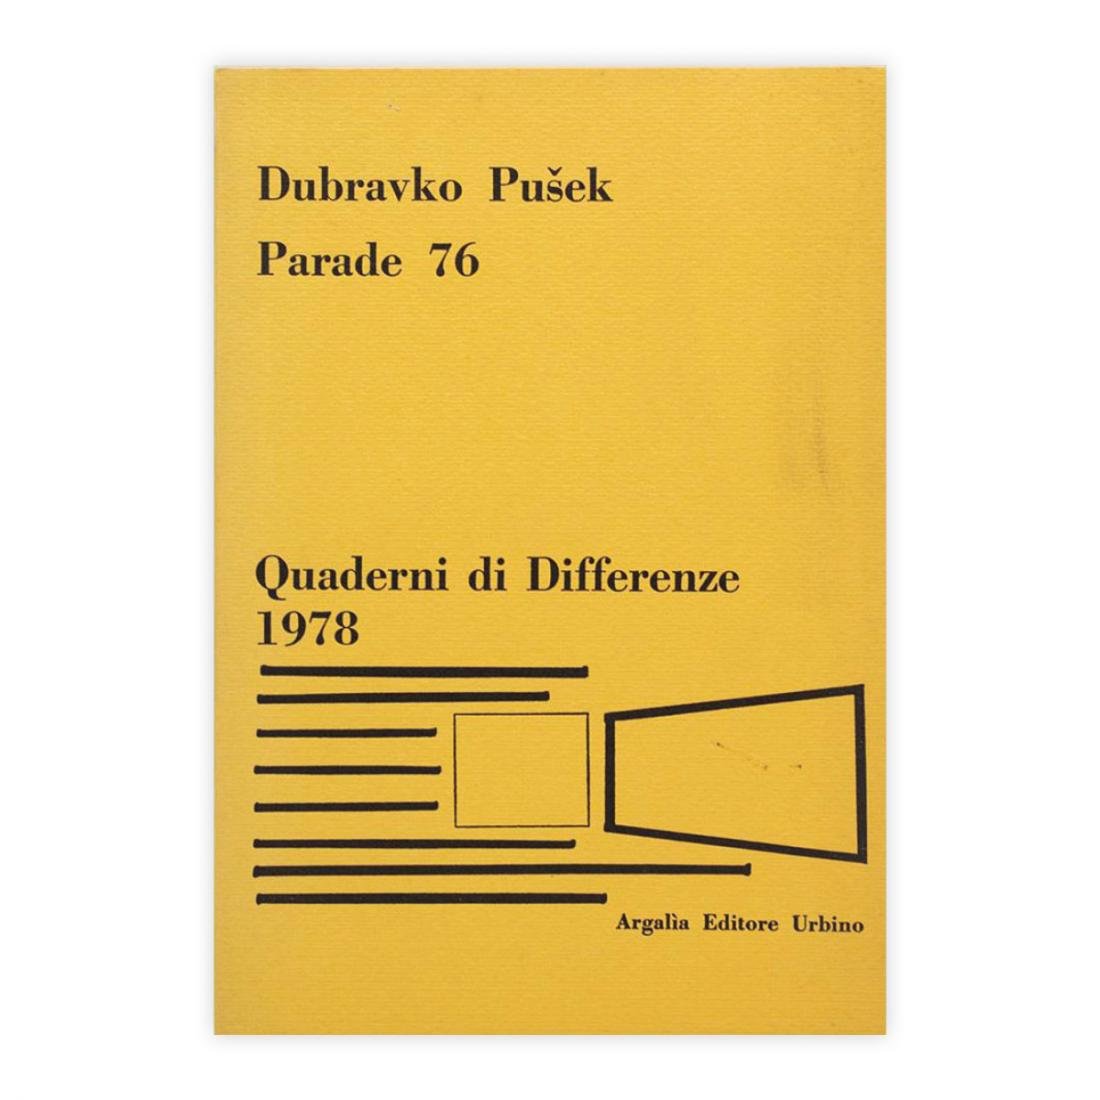 Dubravko Pušek
Parade 76
Quaderni di Differenze
1978
Argalìa Editore Urbino